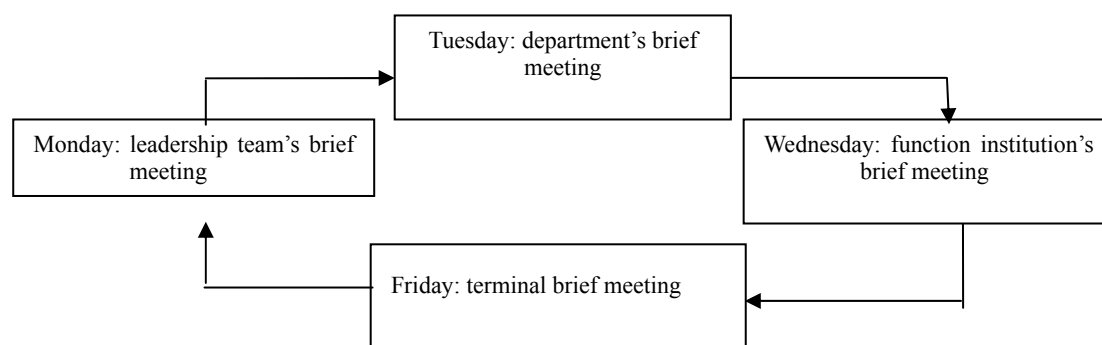 Tuesday: department's brief
meeting
Monday: leadership team's brief
meeting
Wednesday: function institution's
brief meeting
Friday: terminal brief meeting